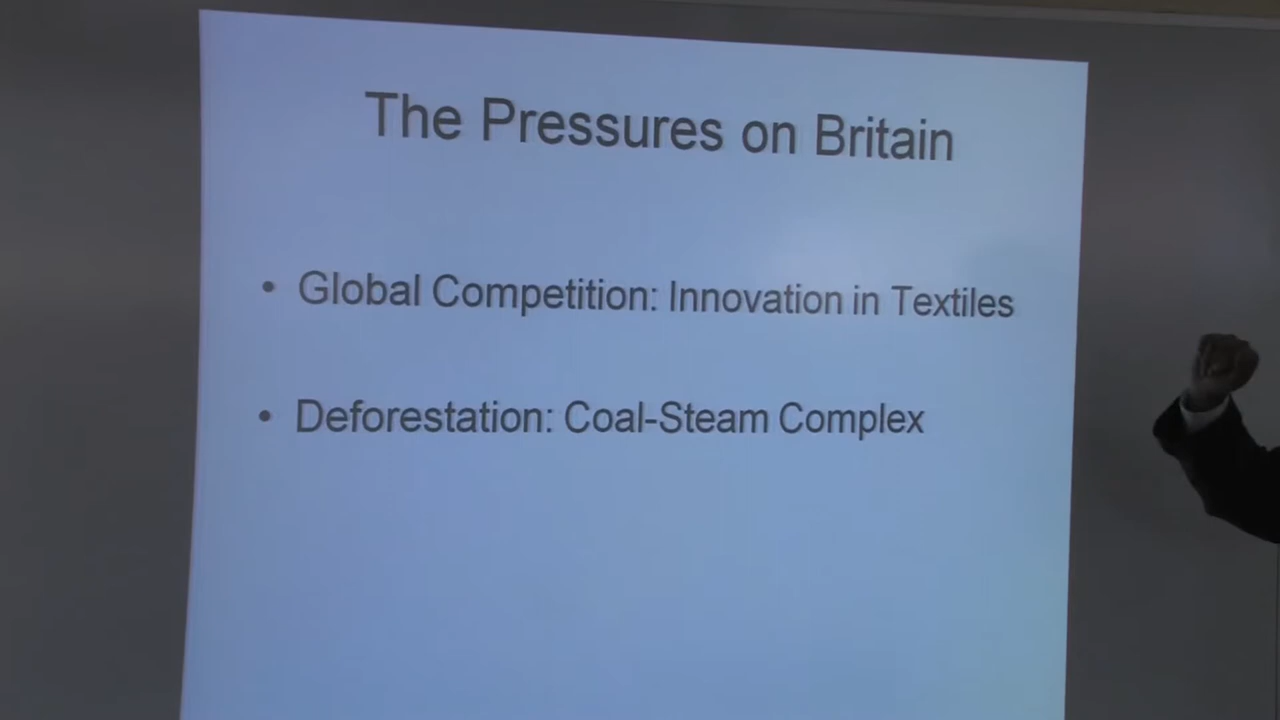 The Pressures on Britain
• Global Competition: Innovation in Textiles
• Deforestation: Coal-Steam Complex